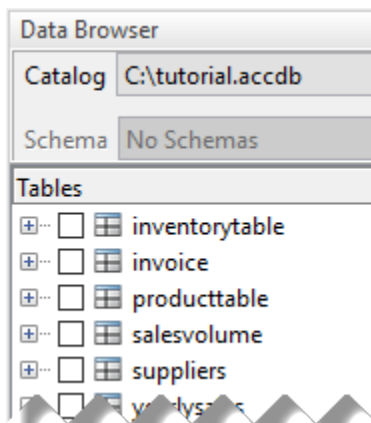 Data Browser
Catalog C:\tutorial.accdb
Schema No Schemas
Tables
inventorytable
invoice
producttable
salesvolume
suppliers